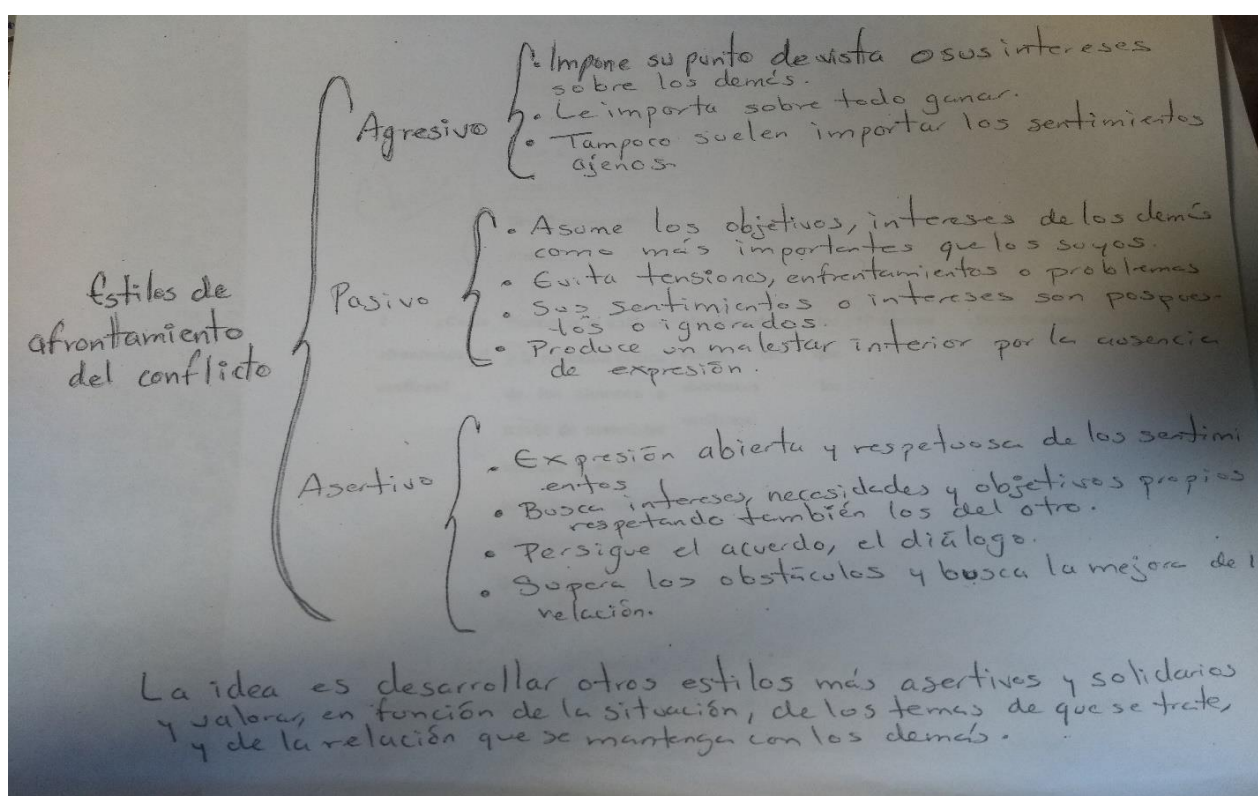 Estilos de
afrontamiento
del conflicto
Agresivo
• Impone su punto de vista o sus intereses
sobre los demás.
• Le importa sobre todo ganar.
• Tampoco suelen importar los sentimientos
ajenos.
Pasivo
• Asume los objetivos, intereses de los demás
como más importantes que los suyos.
• Evita tensiones, enfrentamientos o problemas
• Sus sentimientos o intereses son pospues-
tos o ignorados.
• Produce un malestar interior por la ausencia
de expresión.
Asertivo
• Expresión abierta y respetuosa de los sentimi
entos
• Busca intereses, necesidades y objetivos propios
respetando también los del otro.
• Persigue el acuerdo, el diálogo.
• Supera los obstáculos y busca la mejora de l
relación.
La idea es desarrollar otros estilos más asertivos y solidarios
y valorar, en función de la situación, de los temas de que se trate,
y de la relación que se mantenga con los demás.